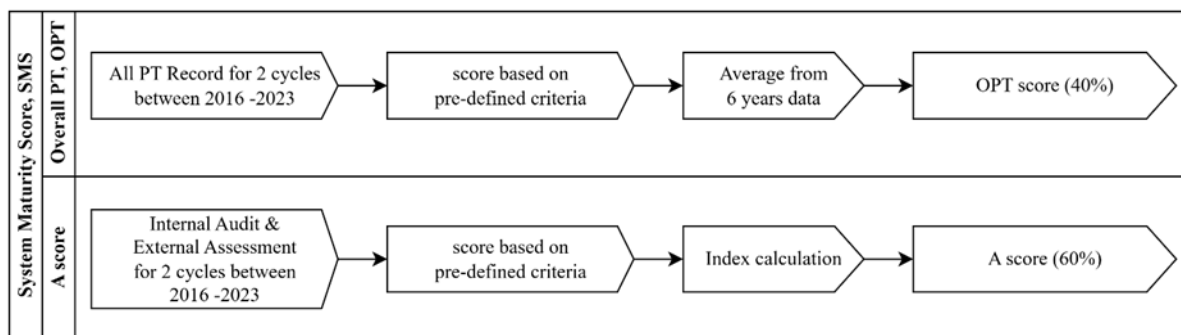 System Maturity Score, SMS
Overall PT, OPT
All PT Record for 2 cycles
between 2016 -2023
score based on
pre-defined criteria
Average from
6 years data
OPT score (40%)
A score
Internal Audit &
External Assessment
for 2 cycles between
2016 -2023
score based on
pre-defined criteria
Index calculation
A score (60%)